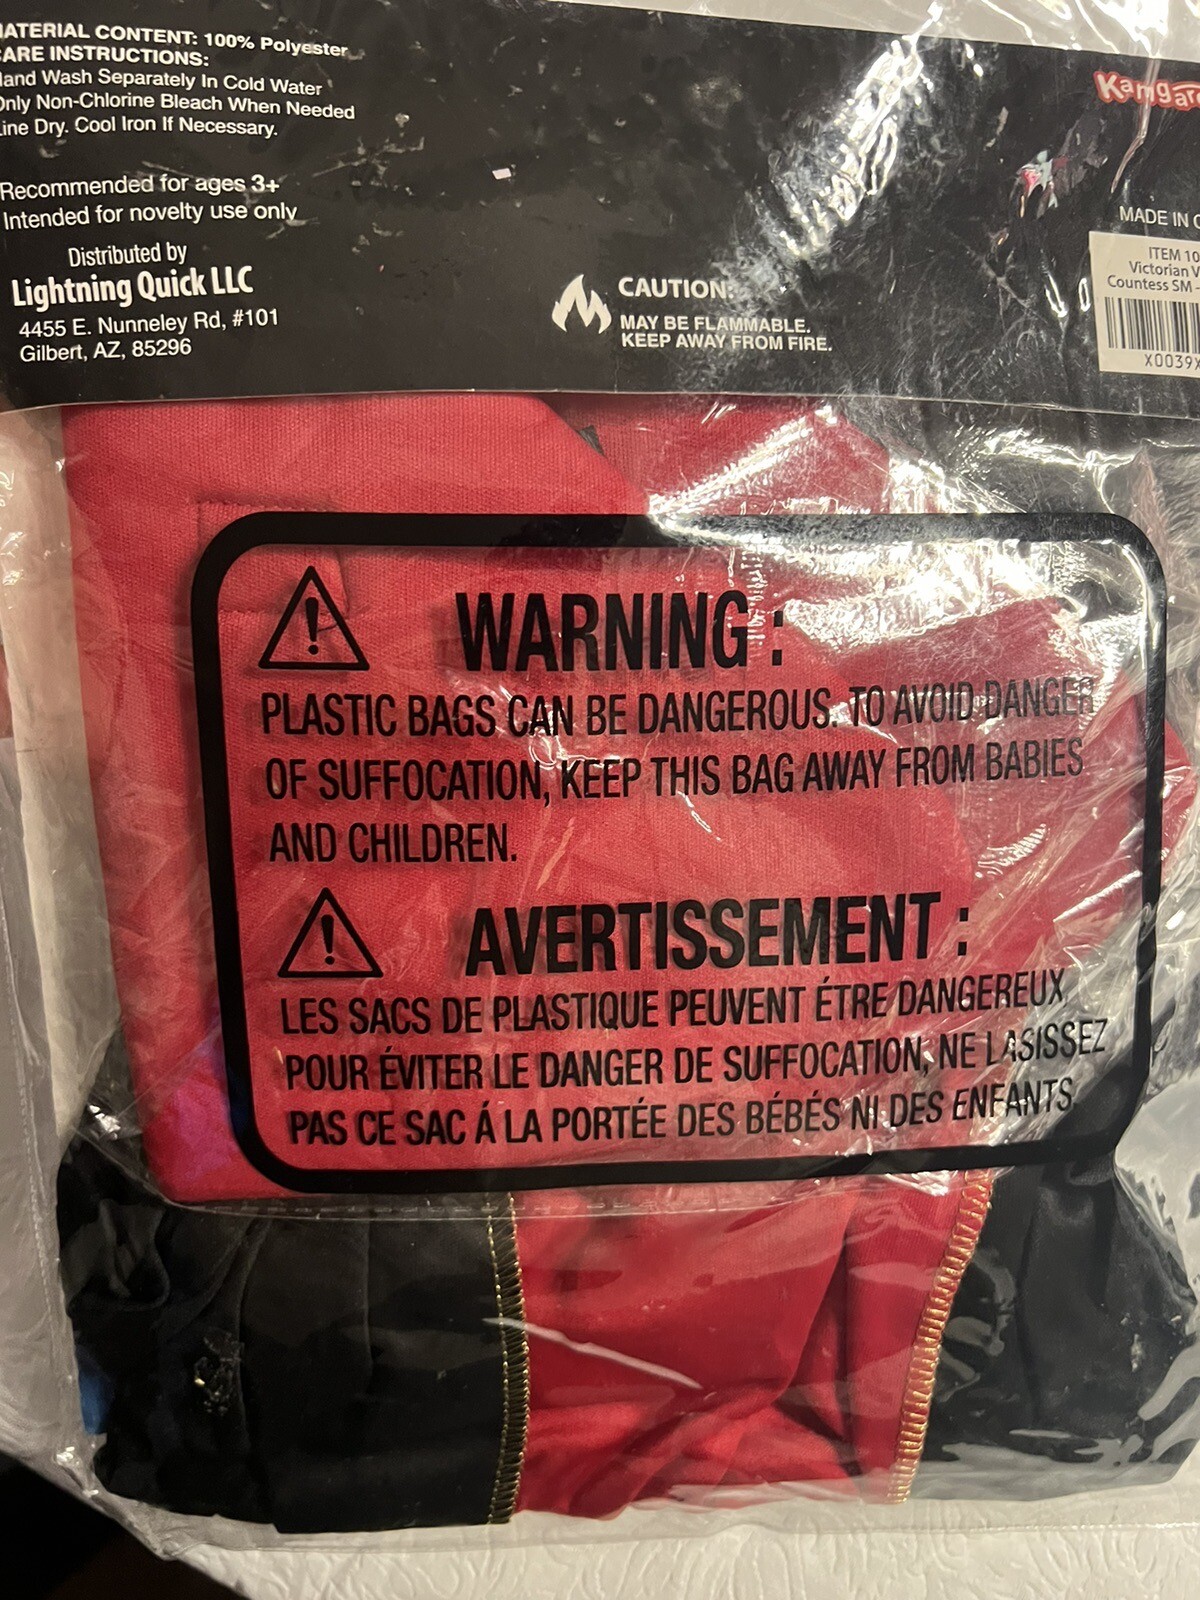 MATERIAL CONTENT: 100% Polyester
CARE INSTRUCTIONS:
Hand Wash Separately In Cold Water
Only Non-Chlorine Bleach When Needed
Line Dry. Cool Iron If Necessary.
Recommended for ages 3+
Intended for novelty use only
Distributed by
Lightning Quick LLC
4455 E. Nunneley Rd, #101
Gilbert, AZ, 85296
CAUTION:
MAY BE FLAMMABLE.
KEEP AWAY FROM FIRE.
Kangaro
MADE IN
ITEM 10
Victorian V
Countess SM -
X0039X
WARNING :
PLASTIC BAGS CAN BE DANGEROUS. TO AVOID DANGER
OF SUFFOCATION, KEEP THIS BAG AWAY FROM BABIES
AND CHILDREN.
AVERTISSEMENT :
LES SACS DE PLASTIQUE PEUVENT ÉTRE DANGEREUX,
POUR ÉVITER LE DANGER DE SUFFOCATION, NE LASISSEZ
PAS CE SAC Á LA PORTÉE DES BÉBÉS NI DES ENFANTS.